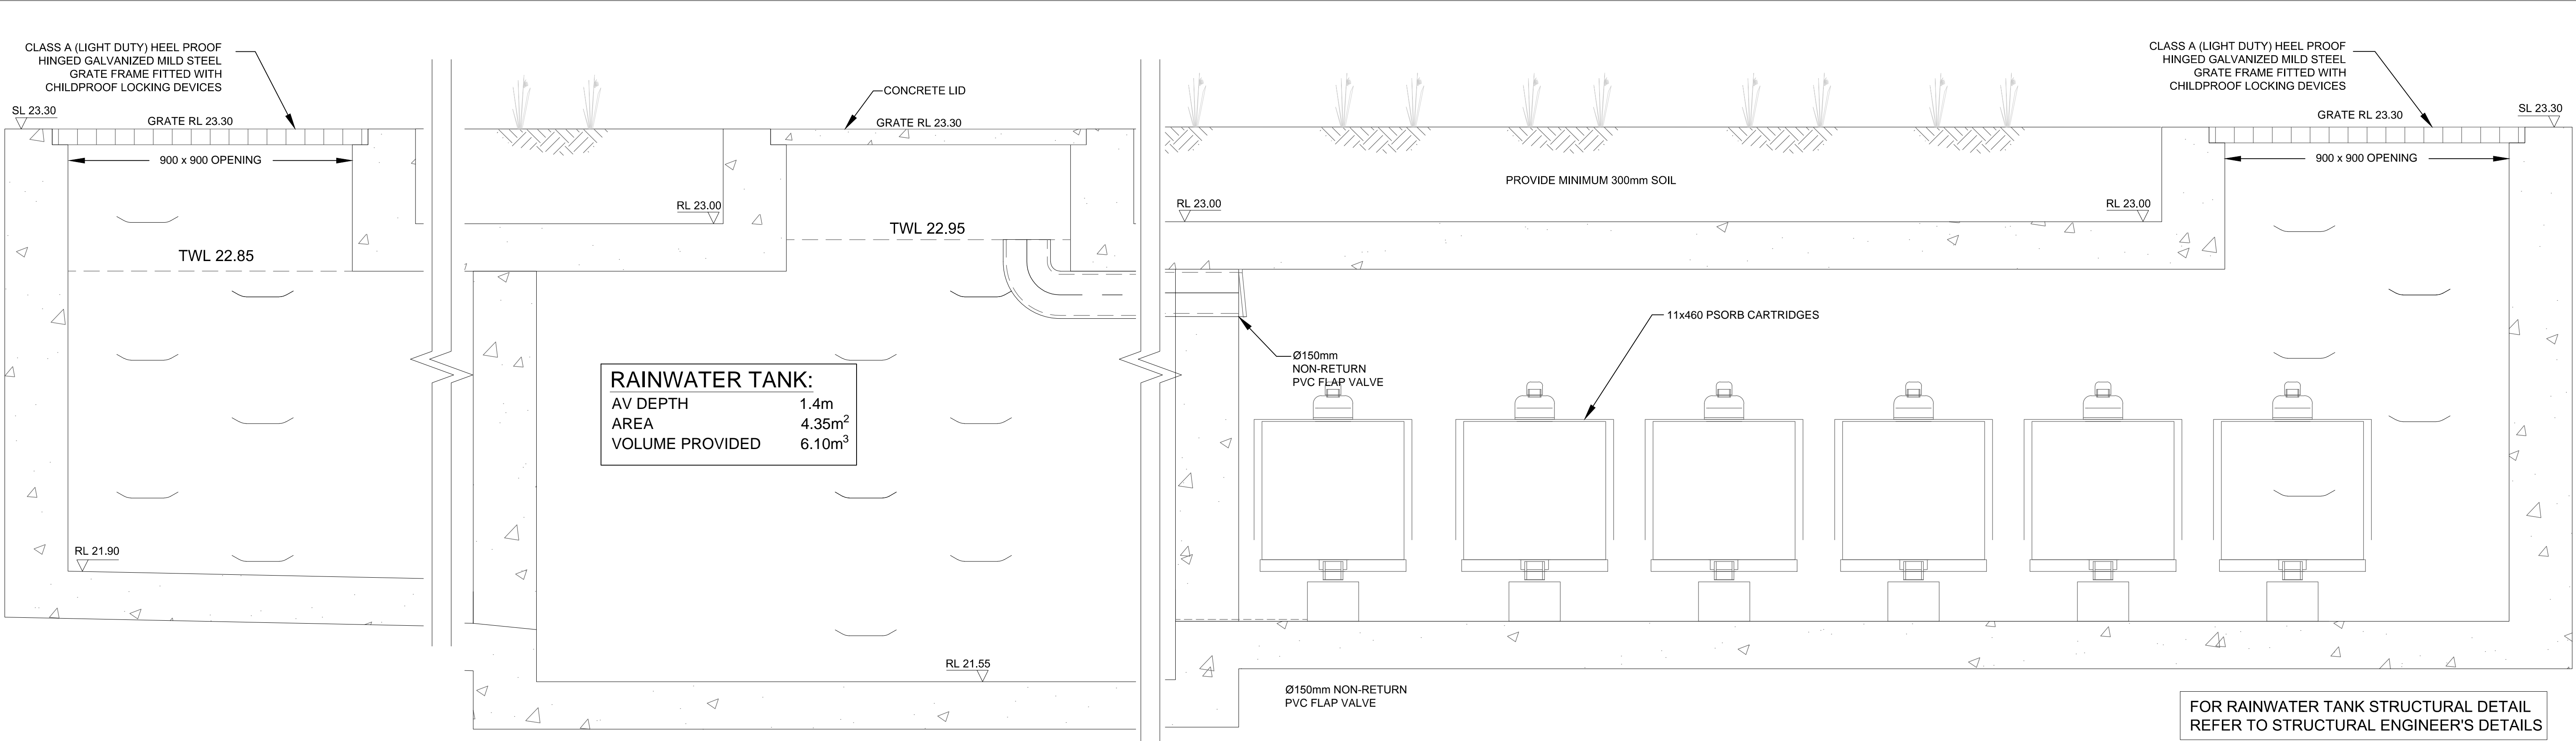 CLASS A (LIGHT DUTY) HEEL PROOF
HINGED GALVANIZED MILD STEEL
GRATE FRAME FITTED WITH
CHILDPROOF LOCKING DEVICES
SL 23.30
GRATE RL 23.30
900 x 900 OPENING
TWL 22.85
RL 21.90
CONCRETE LID
GRATE RL 23.30
RL 23.00
TWL 22.95
RAINWATER TANK:
AV DEPTH 1.4m
AREA 4.35m²
VOLUME PROVIDED 6.10m³
RL 21.55
CLASS A (LIGHT DUTY) HEEL PROOF
HINGED GALVANIZED MILD STEEL
GRATE FRAME FITTED WITH
CHILDPROOF LOCKING DEVICES
SL 23.30
GRATE RL 23.30
900 x 900 OPENING
PROVIDE MINIMUM 300mm SOIL
RL 23.00
RL 23.00
11x460 PSORB CARTRIDGES
Ø150mm
NON-RETURN
PVC FLAP VALVE
Ø150mm NON-RETURN
PVC FLAP VALVE
FOR RAINWATER TANK STRUCTURAL DETAIL
REFER TO STRUCTURAL ENGINEER'S DETAILS